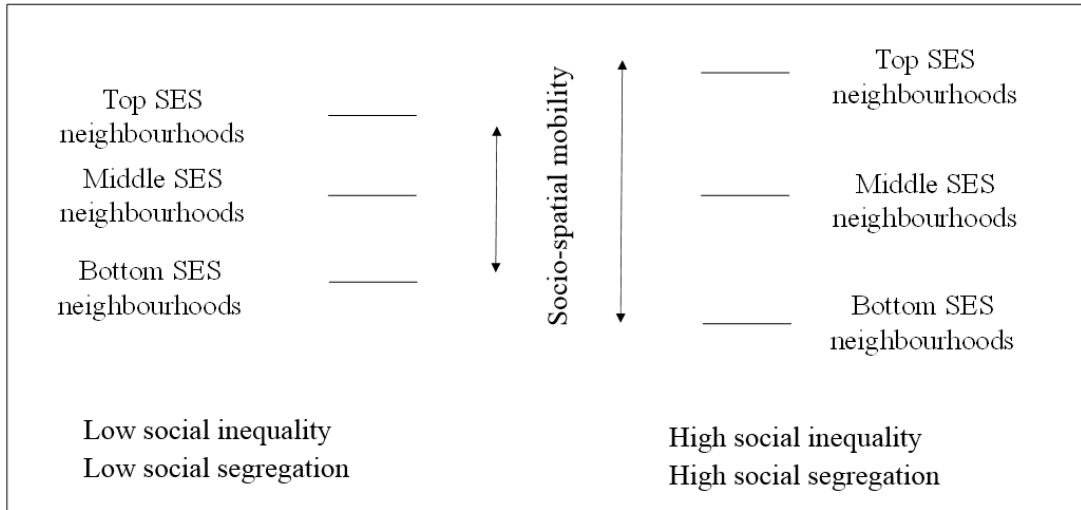 Top SES
neighbourhoods
Middle SES
neighbourhoods
Bottom SES
neighbourhoods
Low social inequality
Low social segregation
Socio-spatial mobility
Top SES
neighbourhoods
Middle SES
neighbourhoods
Bottom SES
neighbourhoods
High social inequality
High social segregation